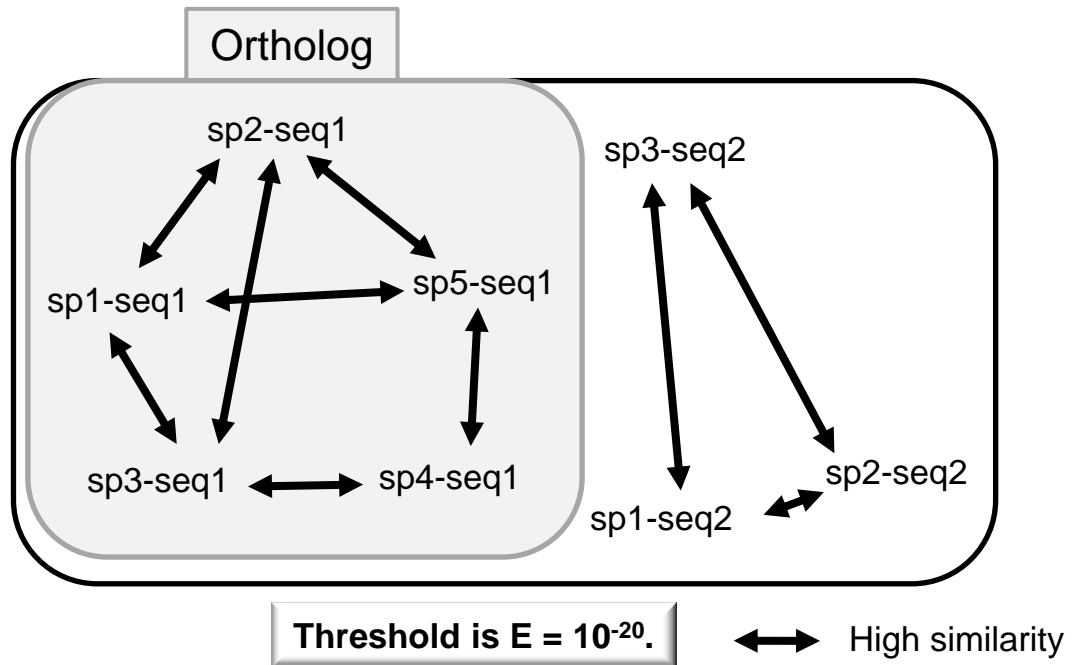 Ortholog
sp2-seq1
sp3-seq2
sp1-seq1
sp5-seq1
sp3-seq1
sp4-seq1
sp2-seq2
sp1-seq2
Threshold is E = 10⁻²⁰.
High similarity